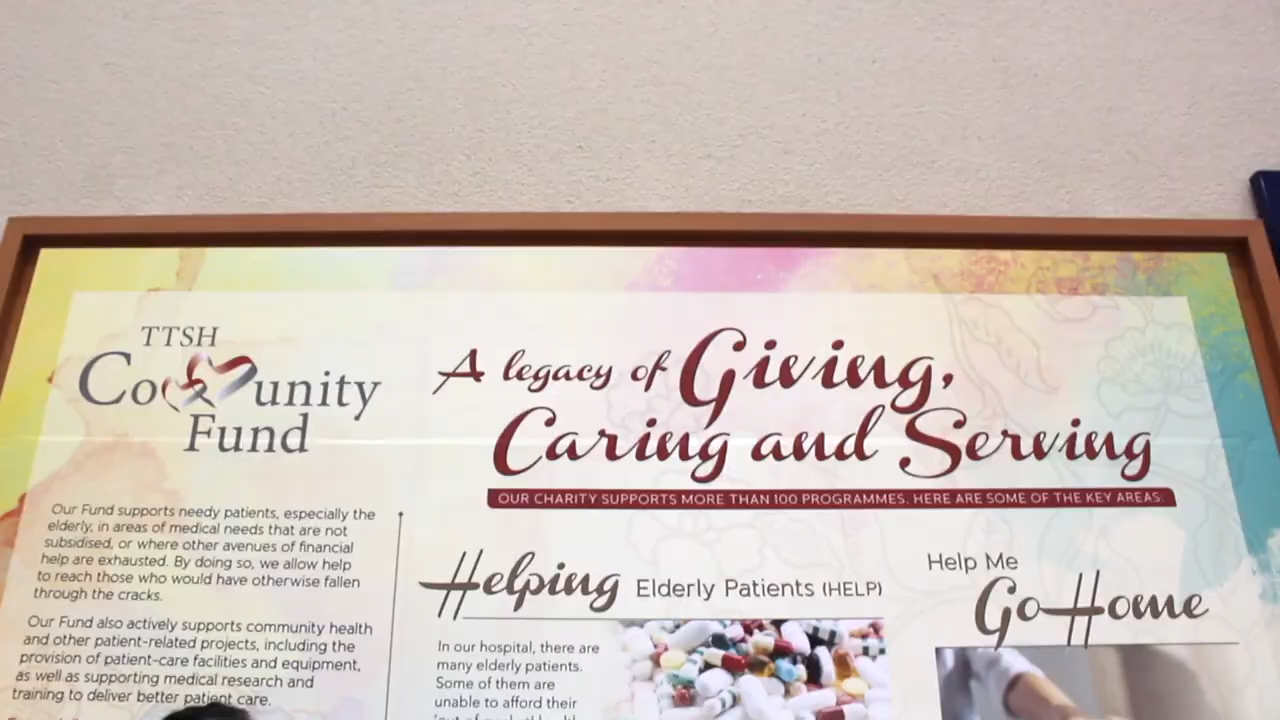 TTSH
Community
Fund
A legacy of Giving,
Caring and Serving
OUR CHARITY SUPPORTS MORE THAN 100 PROGRAMMES. HERE ARE SOME OF THE KEY AREAS:
Our Fund supports needy patients, especially the
elderly, in areas of medical needs that are not
subsidised, or where other avenues of financial
help are exhausted. By doing so, we allow help
to reach those who would have otherwise fallen
through the cracks.
Our Fund also actively supports community health
and other patient-related projects, including the
provision of patient-care facilities and equipment,
as well as supporting medical research and
training to deliver better patient care.
Helping Elderly Patients (HELP)
In our hospital, there are
many elderly patients.
Some of them are
unable to afford their
Help Me
Go Home